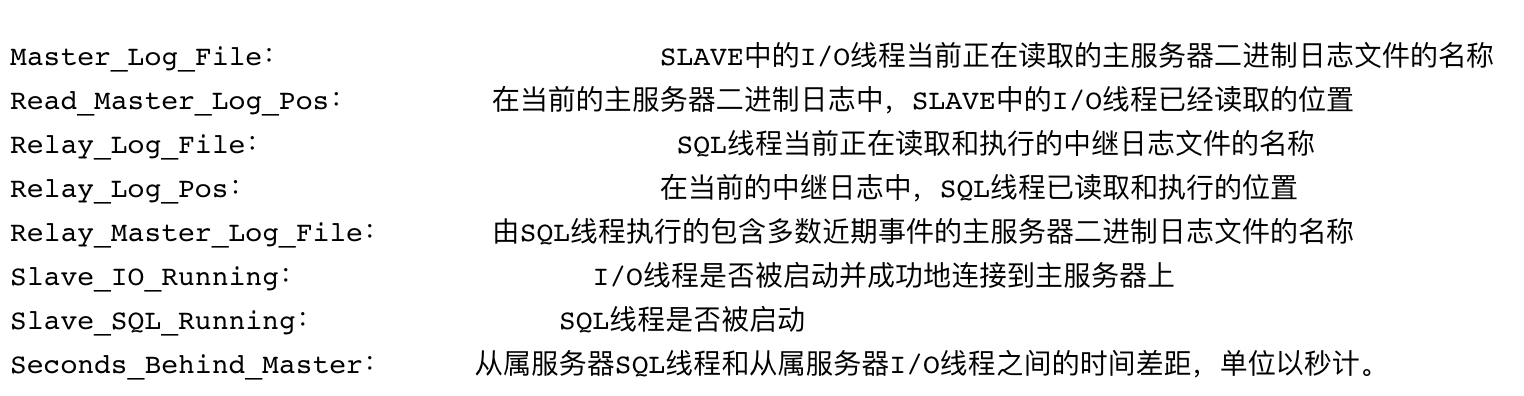 Master_Log_File: SLAVE中的I/O线程当前正在读取的主服务器二进制日志文件的名称
Read_Master_Log_Pos: 在当前的主服务器二进制日志中，SLAVE中的I/O线程已经读取的位置
Relay_Log_File: SQL线程当前正在读取和执行的中继日志文件的名称
Relay_Log_Pos: 在当前的中继日志中，SQL线程已读取和执行的位置
Relay_Master_Log_File: 由SQL线程执行的包含多数近期事件的主服务器二进制日志文件的名称
Slave_IO_Running: I/O线程是否被启动并成功地连接到主服务器上
Slave_SQL_Running: SQL线程是否被启动
Seconds_Behind_Master: 从属服务器SQL线程和从属服务器I/O线程之间的时间差距，单位以秒计。